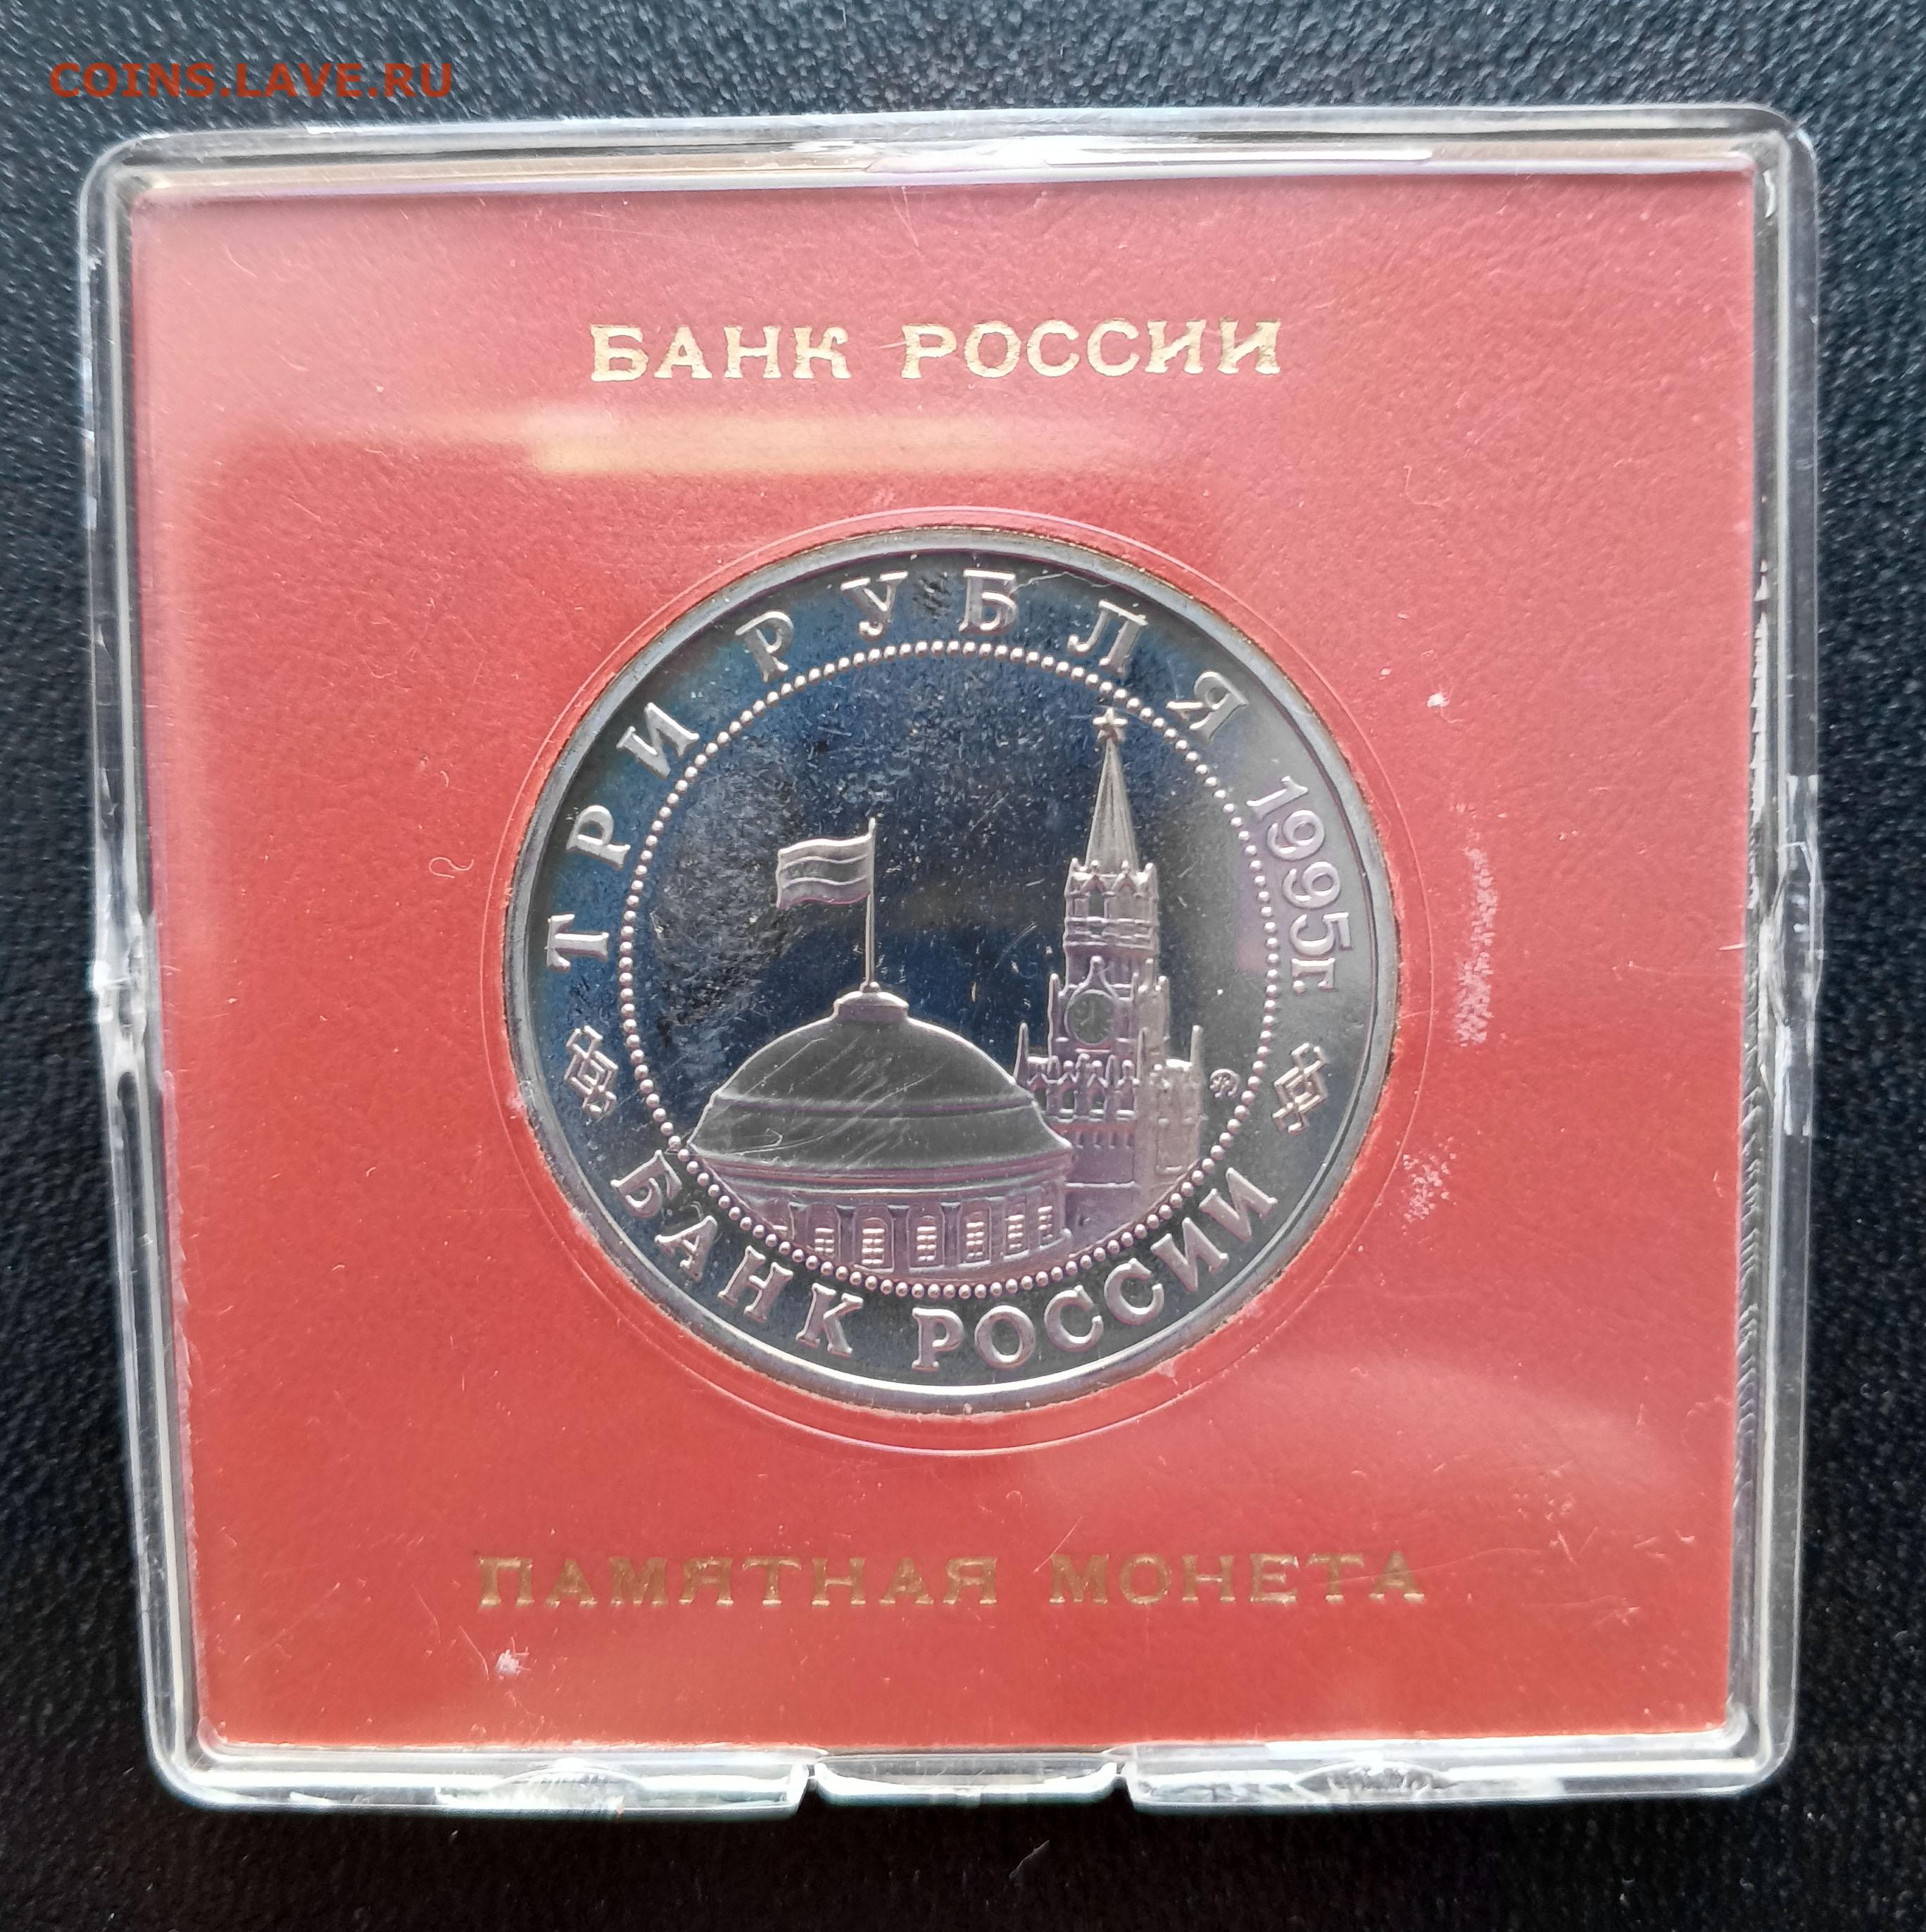 COINS.LAVE.RU
БАНК РОССИИ
ТРИ РУБЛЯ 1995г.
БАНК РОССИИ
ПАМЯТНАЯ МОНЕТА